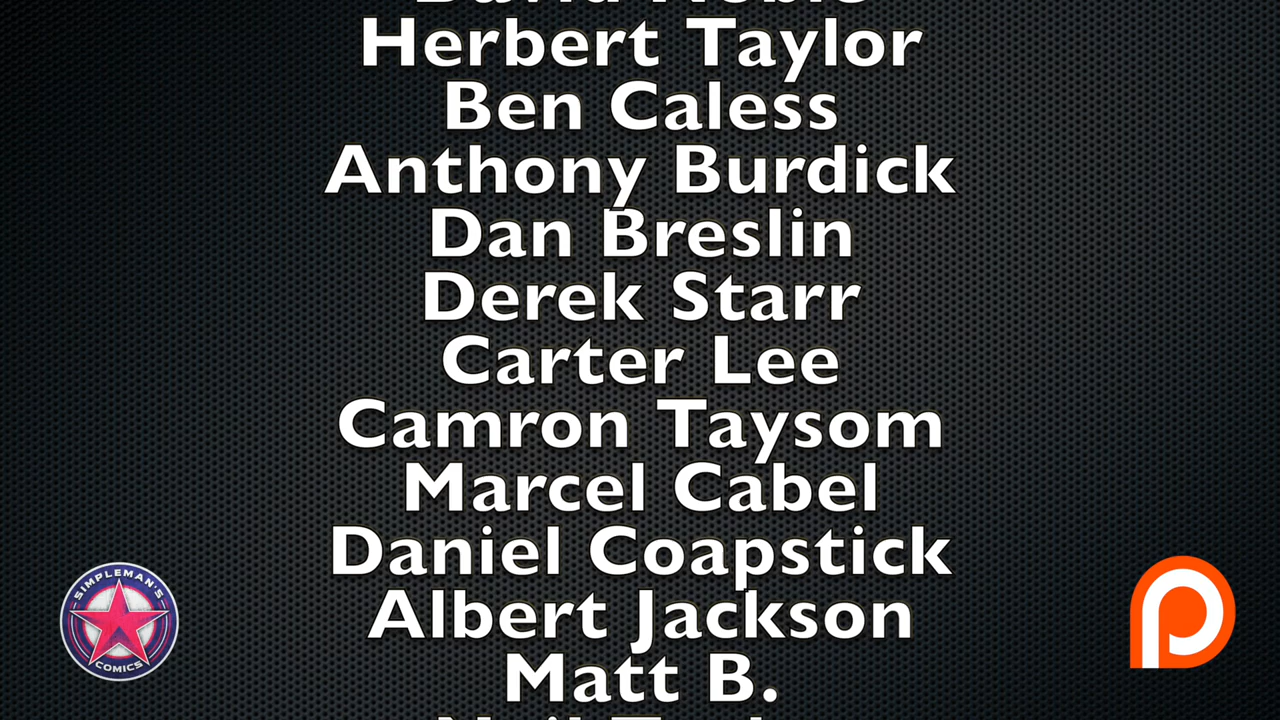 Herbert Taylor
Ben Caless
Anthony Burdick
Dan Breslin
Derek Starr
Carter Lee
Camron Taysom
Marcel Cabel
Daniel Coapstick
Albert Jackson
Matt B.
SIMPLEMAN'S
COMICS